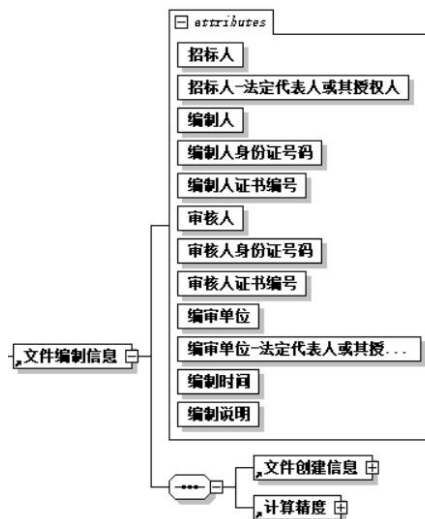 attributes
招标人
招标人-法定代表人或其授权人
编制人
编制人身份证号码
编制人证书编号
审核人
审核人身份证号码
审核人证书编号
编审单位
编审单位-法定代表人或其授...
编制时间
编制说明
文件编制信息
文件创建信息
计算精度